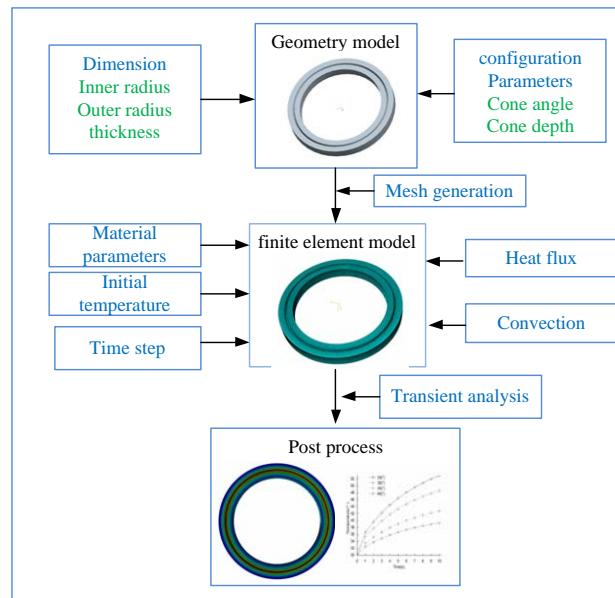 Geometry model
Dimension
Inner radius
Outer radius
thickness
configuration
Parameters
Cone angle
Cone depth
Mesh generation
finite element model
Material
parameters
Initial
temperature
Time step
Heat flux
Convection
Transient analysis
Post process